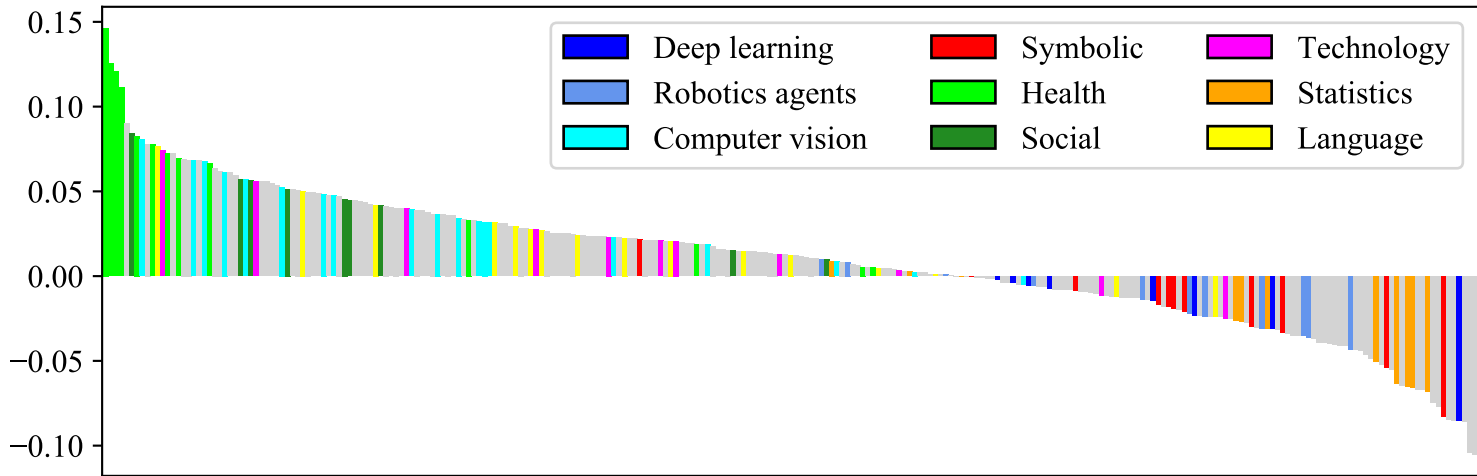 0.15
0.10
0.05
0.00
−0.05
−0.10
Deep learning
Robotics agents
Computer vision
Symbolic
Health
Social
Technology
Statistics
Language